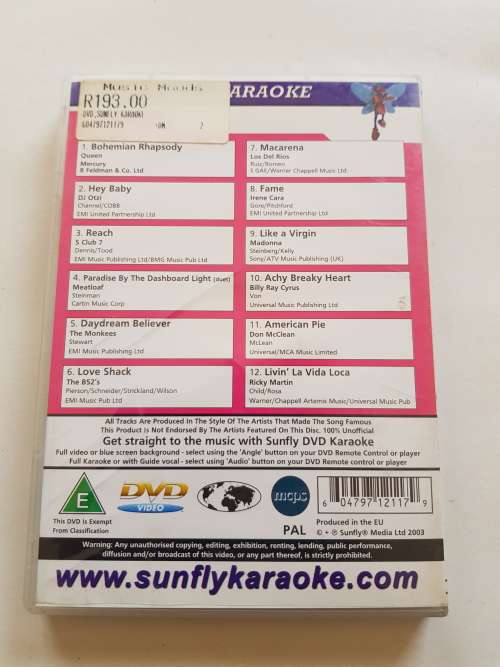 Music Moods
R193.00
DVD,SUNFLY KARAOKE
604/97121179
2
ARAOKE
1. Bohemian Rhapsody
Queen
Mercury
B Feldman & Co. Ltd
2. Hey Baby
DJ Otzi
Channel/COBB
EMI United Partnership Ltd
3. Reach
S Club 7
Dennis/Tood
EMI Music Publishing Ltd/BMG Music Pub Ltd
4. Paradise By The Dashboard Light (duet)
Meatloaf
Steinman
Carlin Music Corp
5. Daydream Believer
The Monkees
Stewart
EMI Music Publishing Ltd
6. Love Shack
The B52's
Pierson/Schneider/Strickland/Wilson
EMI Music Pub Ltd
7. Macarena
Los Del Rios
Ruiz/Romeo
S GAE/Warner Chappell Music Ltd
8. Fame
Irene Cara
Gore/Pitchford
EMI United Partnership Ltd
9. Like a Virgin
Madonna
Steinberg/Kelly
Sony/ATV Music Publishing (UK)
10. Achy Breaky Heart
Billy Ray Cyrus
Von
Universal Music Publishing Ltd
11. American Pie
Don McClean
McLean
Universal/MCA Music Limited
12. Livin' La Vida Loca
Ricky Martin
Child/Rosa
Warner/Chappell Artemis Music/Universal Music Pub
All Tracks Are Produced In The Style Of The Artists That Made The Song Famous
This Product Is Not Endorsed By The Artists Featured On This Disc. 100% Unofficial
Get straight to the music with Sunfly DVD Karaoke
Full video or blue screen background - select using the 'Angle' button on your DVD Remote Control or player
Full Karaoke or with Guide vocal - select using 'Audio' button on your DVD Remote control or player
E
This DVD is Exempt
From Classification
DVD
VIDEO
mcps
PAL
6 04797 12117 9
Produced in the EU
© + ℗ Sunfly® Media Ltd 2003
Warning: Any unauthorised copying, editing, exhibition, renting, lending, public performance,
diffusion and/or broadcast of this video, or any part thereof, is strictly prohibited.
www.sunflykaraoke.com